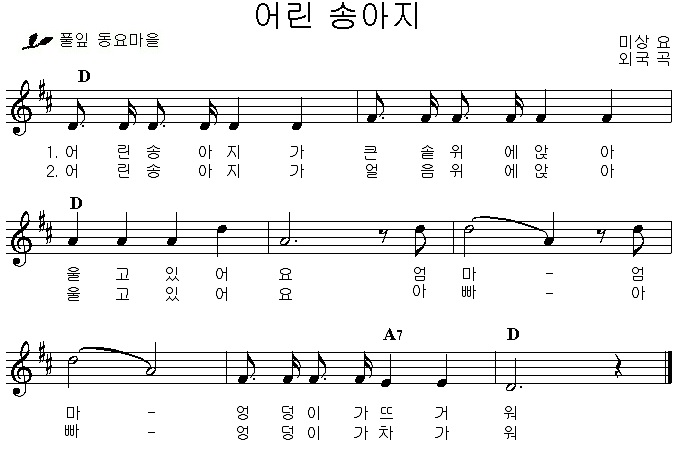 어린 송아지
풀잎 동요마을
미상 요
외국 곡
D
1. 어 린 송 아 지 가 큰 솥 위 에 앉 아
2. 어 린 송 아 지 가 얼 음 위 에 앉 아
D
울 고 있 어 요 엄 마 - 엄
울 고 있 어 요 아 빠 - 아
A7 D
마 - 엉 덩 이 가 뜨 거 워
빠 - 엉 덩 이 가 차 가 워